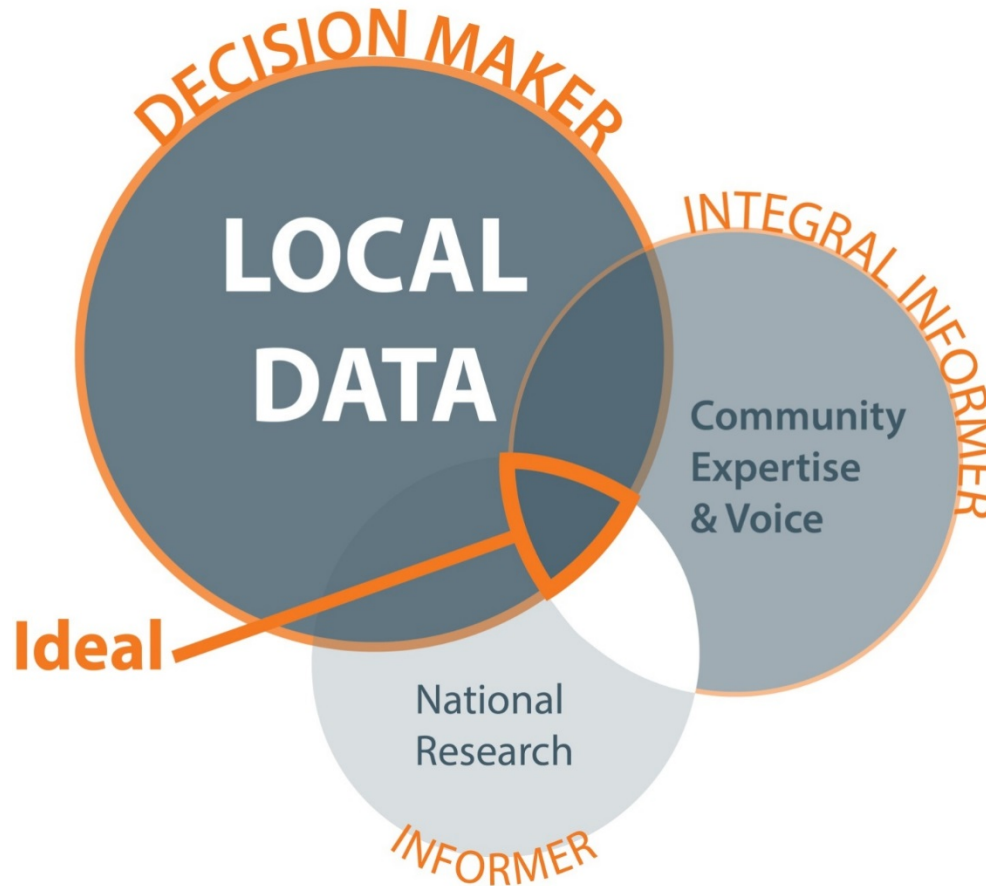 DECISION MAKER
LOCAL
DATA
INTEGRAL INFORMER
Community
Expertise
& Voice
Ideal
National
Research
INFORMER